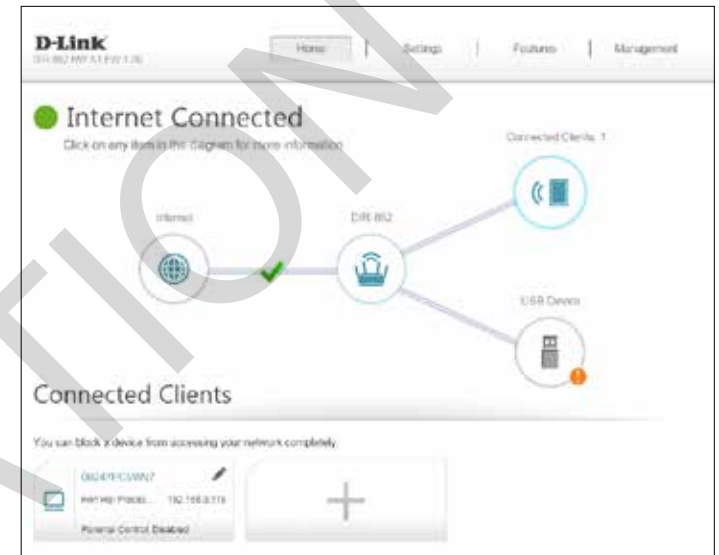 D-Link
Home | Settings | Features | Management
Internet Connected
Click on any item in the diagram for more information
Connected Clients: 1
Internet
DIR-862
USB Device
Connected Clients
You can block a device from accessing your network completely.
Parental Control Disabled
TION